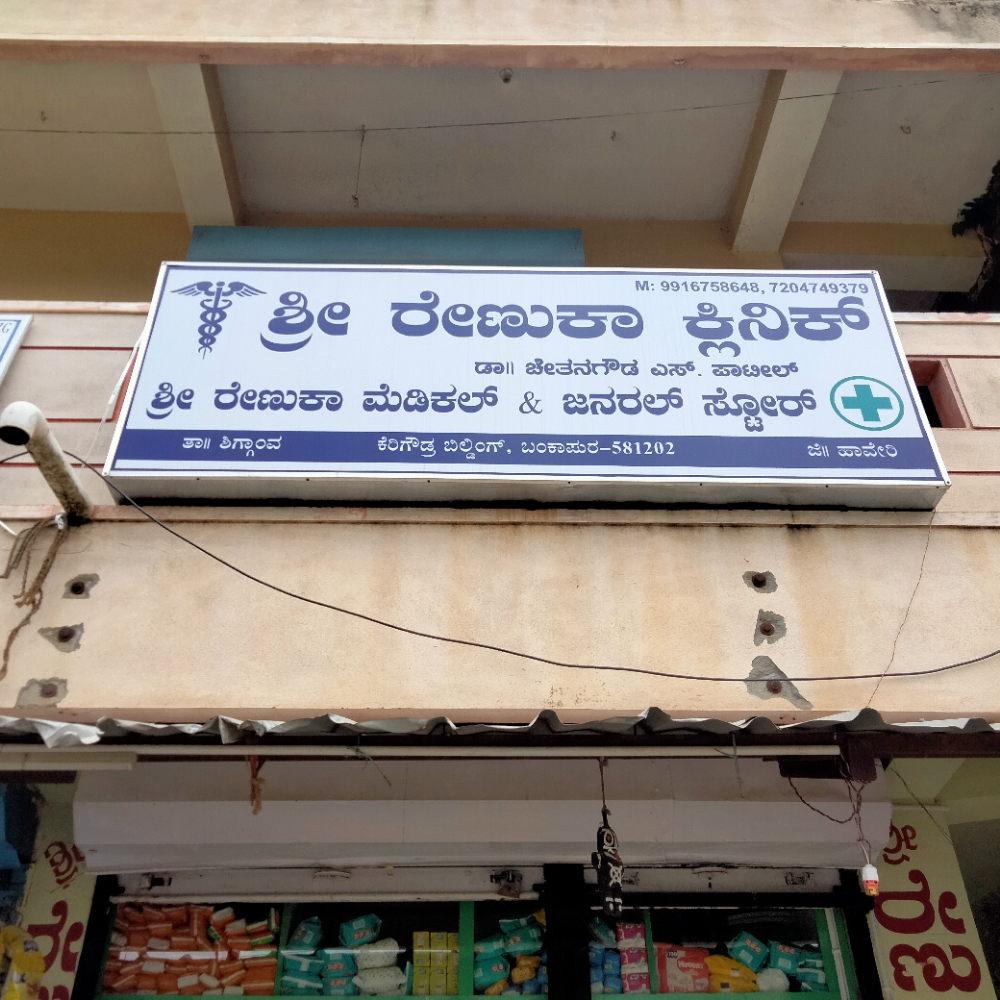 M: 9916758648, 7204749379
ಶ್ರೀ ರೇಣುಕಾ ಕ್ಲಿನಿಕ್
ಡಾ॥ ಚೇತನಗೌಡ ಎಸ್. ಪಾಟೀಲ್
ಶ್ರೀ ರೇಣುಕಾ ಮೆಡಿಕಲ್ & ಜನರಲ್ ಸ್ಟೋರ್
ತಾ॥ ಶಿಗ್ಗಾಂವ ಕೆರಿಗೌಡ್ರ ಬಿಲ್ಡಿಂಗ್, ಬಂಕಾಪುರ-581202 ಜಿ॥ ಹಾವೇರಿ
ಶ್ರೀ
ರೇ
ಶ್ರೀ
ರೇ
ಣು